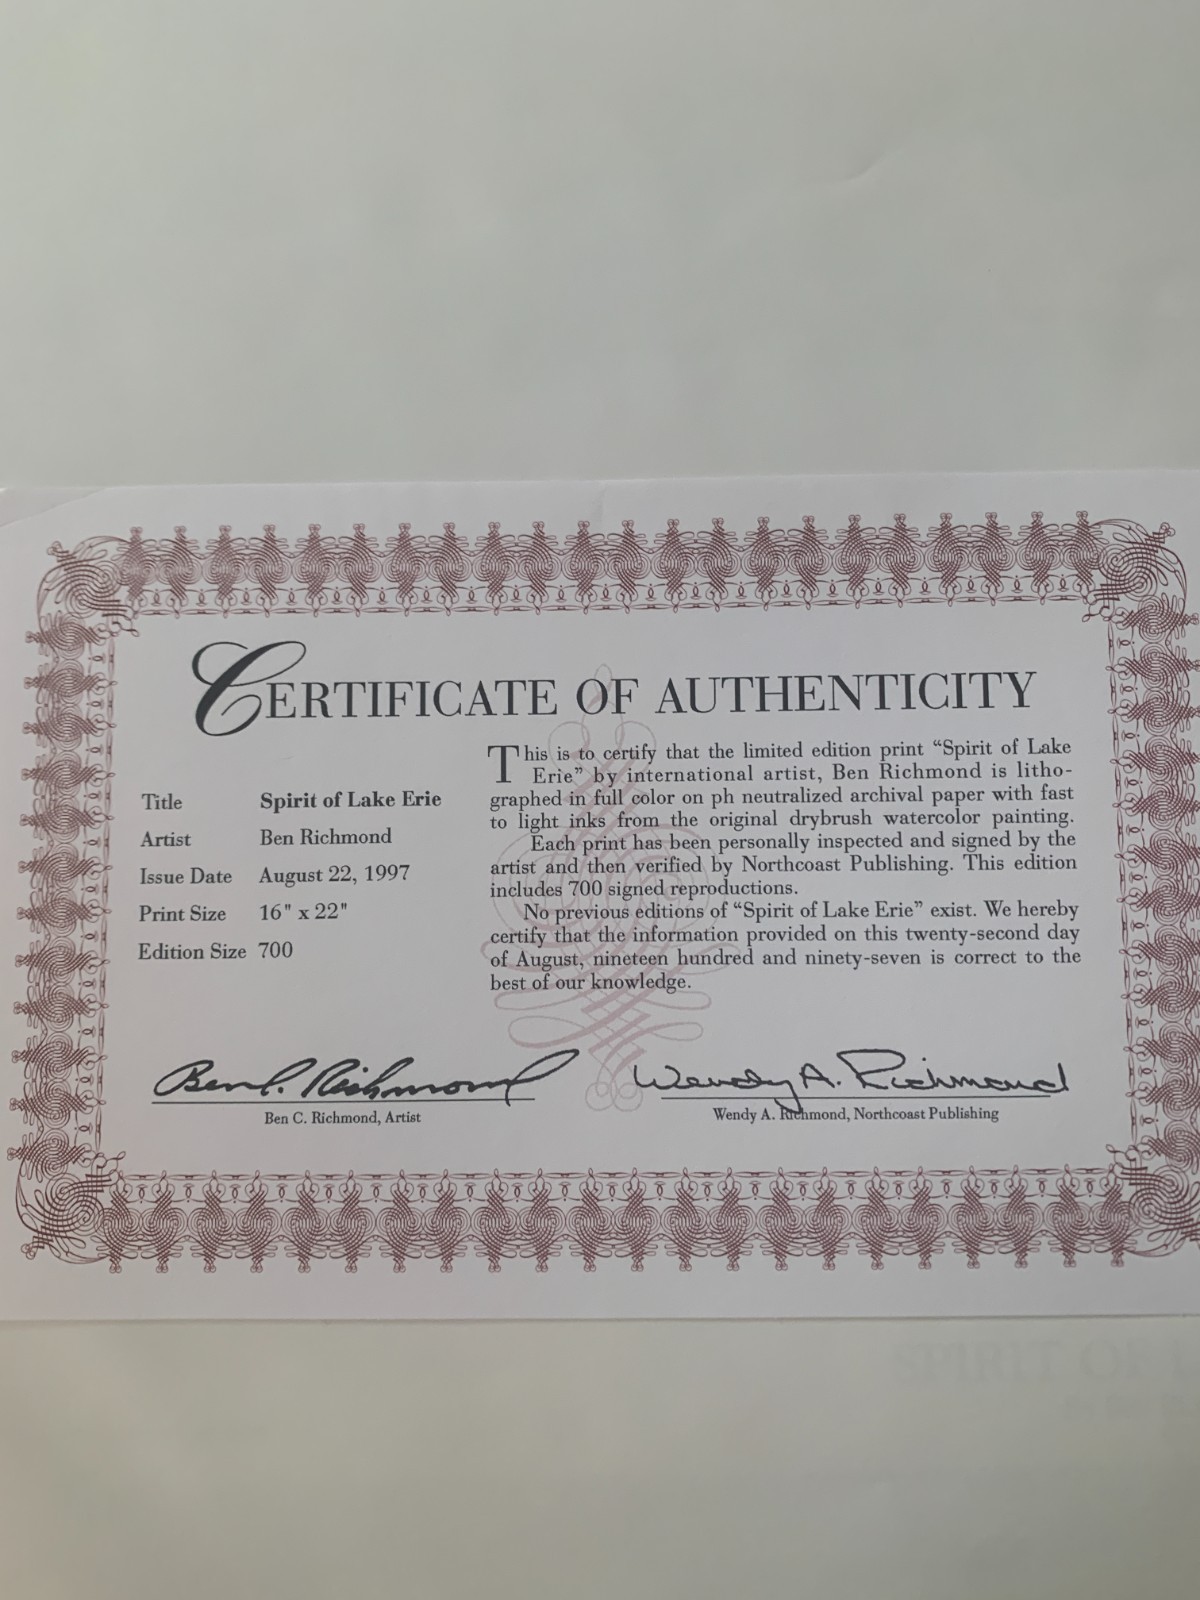 CERTIFICATE OF AUTHENTICITY
Title Spirit of Lake Erie
Artist Ben Richmond
Issue Date August 22, 1997
Print Size 16" x 22"
Edition Size 700
This is to certify that the limited edition print “Spirit of Lake
Erie” by international artist, Ben Richmond is litho-
graphed in full color on ph neutralized archival paper with fast
to light inks from the original drybrush watercolor painting.
Each print has been personally inspected and signed by the
artist and then verified by Northcoast Publishing. This edition
includes 700 signed reproductions.
No previous editions of “Spirit of Lake Erie” exist. We hereby
certify that the information provided on this twenty-second day
of August, nineteen hundred and ninety-seven is correct to the
best of our knowledge.
Ben C. Richmond
Ben C. Richmond, Artist
Wendy A. Richmond
Wendy A. Richmond, Northcoast Publishing
SPIRIT OF